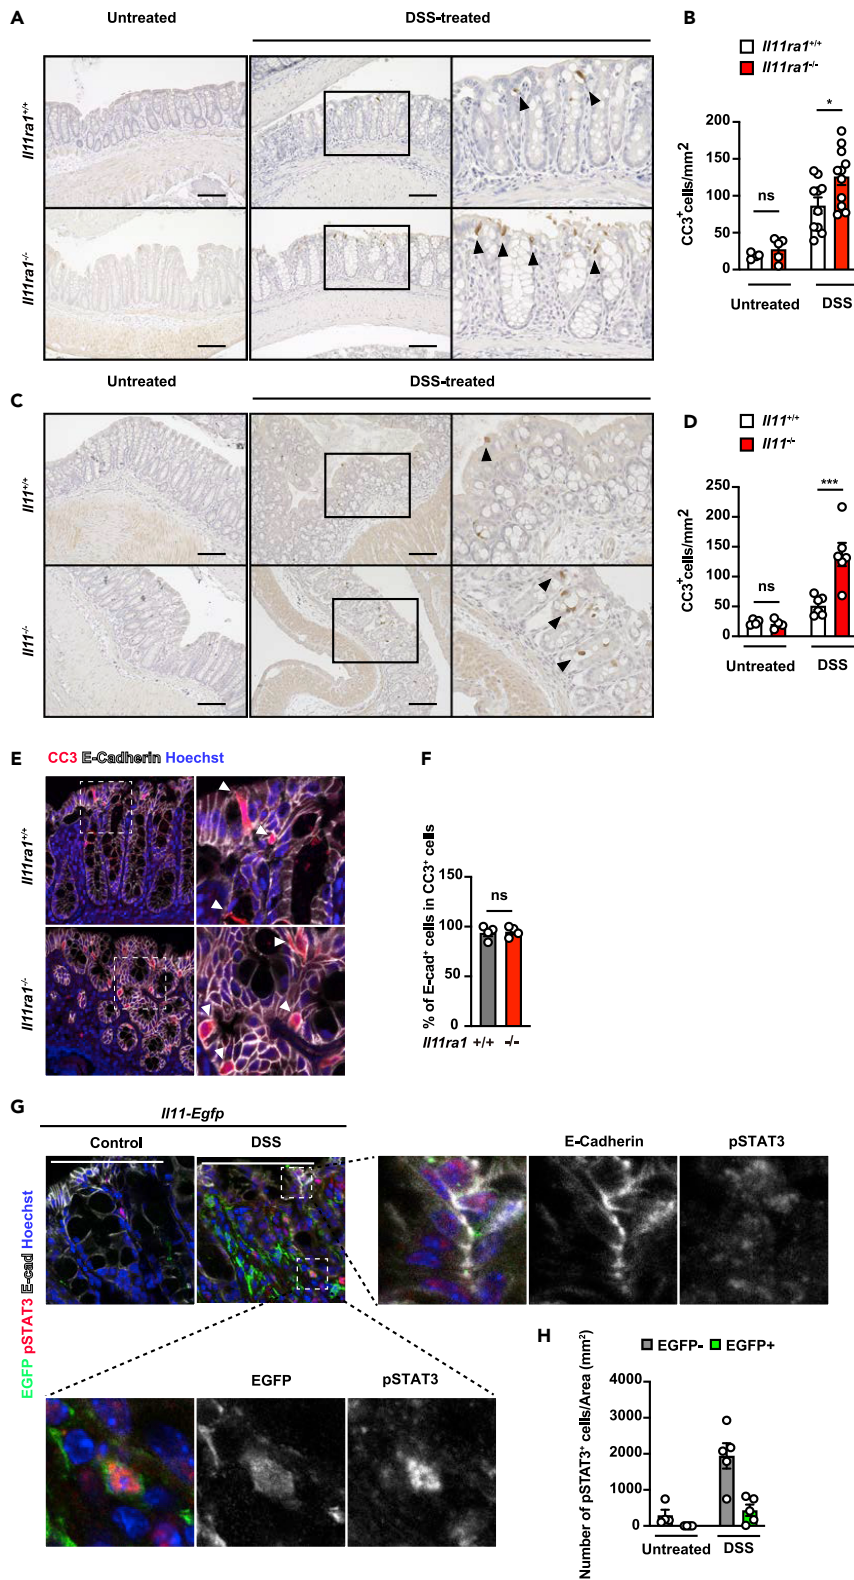 A
Untreated
DSS-treated
Il11ra1+/+
Il11ra1-/-
B
Il11ra1+/+
Il11ra1-/-
CC3+cells/mm2
200
150
100
50
0
ns
*
Untreated
DSS
C
Untreated
DSS-treated
Il11+/+
Il11-/-
D
Il11+/+
Il11-/-
CC3+cells/mm2
250
200
150
100
50
0
ns
***
Untreated
DSS
E
CC3 E-Cadherin Hoechst
Il11ra1+/+
Il11ra1-/-
F
% of E-cad+ cells in CC3+ cells
150
100
50
0
ns
Il11ra1 +/+ -/-
G
Il11-Egfp
Control
DSS
E-Cadherin
pSTAT3
EGFP pSTAT3 E-cad Hoechst
EGFP
pSTAT3
H
EGFP-
EGFP+
Number of pSTAT3+ cells/Area (mm2)
4000
3000
2000
1000
0
Untreated
DSS